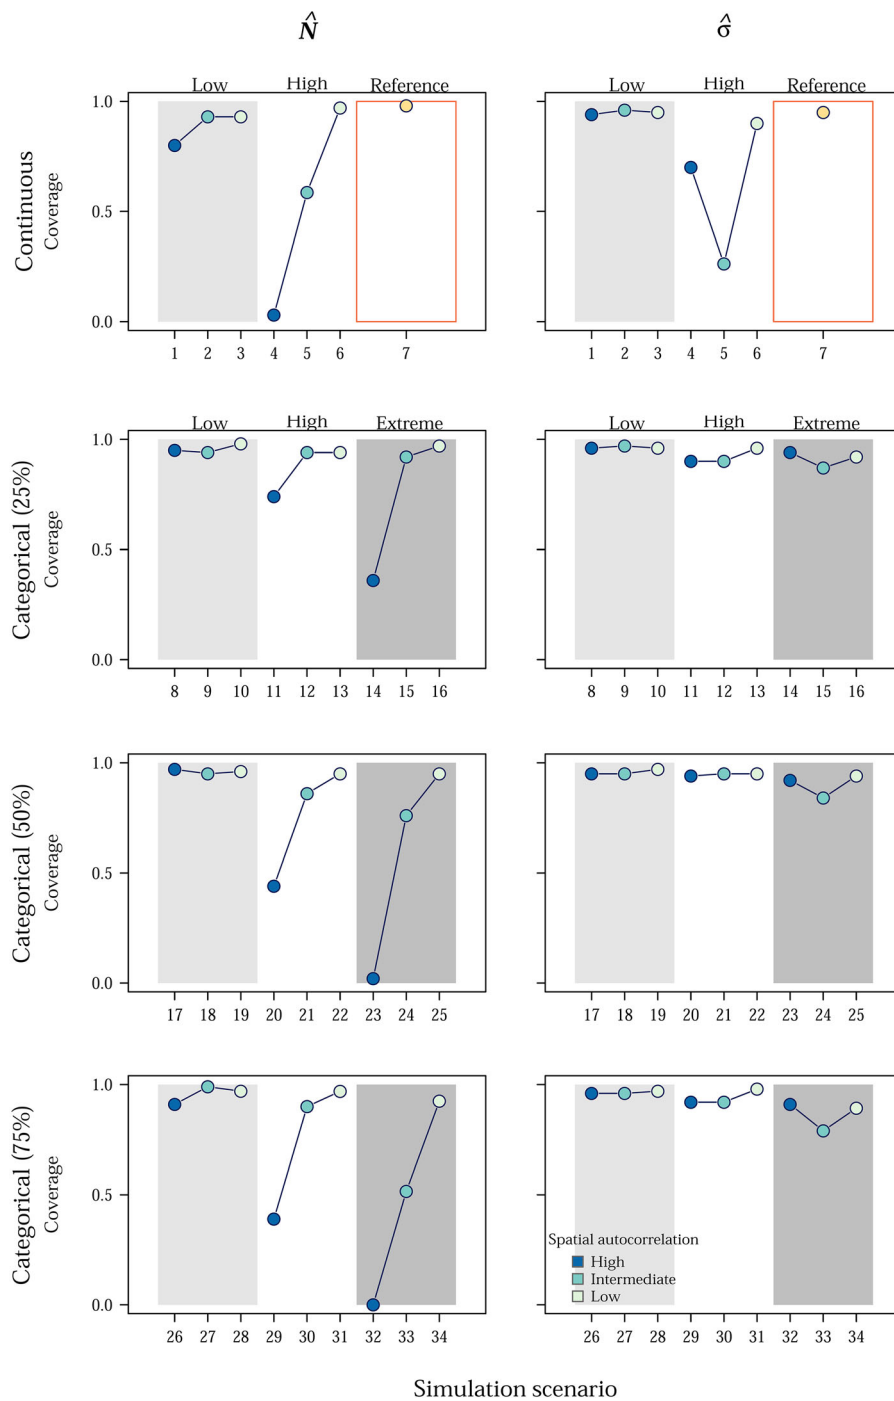 N̂ σ̂
Low High Reference Low High Reference
Continuous
Coverage
1.0
0.5
0.0
1 2 3 4 5 6 7 1 2 3 4 5 6 7
Low High Extreme Low High Extreme
Categorical (25%)
Coverage
1.0
0.5
0.0
8 9 10 11 12 13 14 15 16 8 9 10 11 12 13 14 15 16
Categorical (50%)
Coverage
1.0
0.5
0.0
17 18 19 20 21 22 23 24 25 17 18 19 20 21 22 23 24 25
Categorical (75%)
Coverage
1.0
0.5
0.0
Spatial autocorrelation
High
Intermediate
Low
26 27 28 29 30 31 32 33 34 26 27 28 29 30 31 32 33 34
Simulation scenario